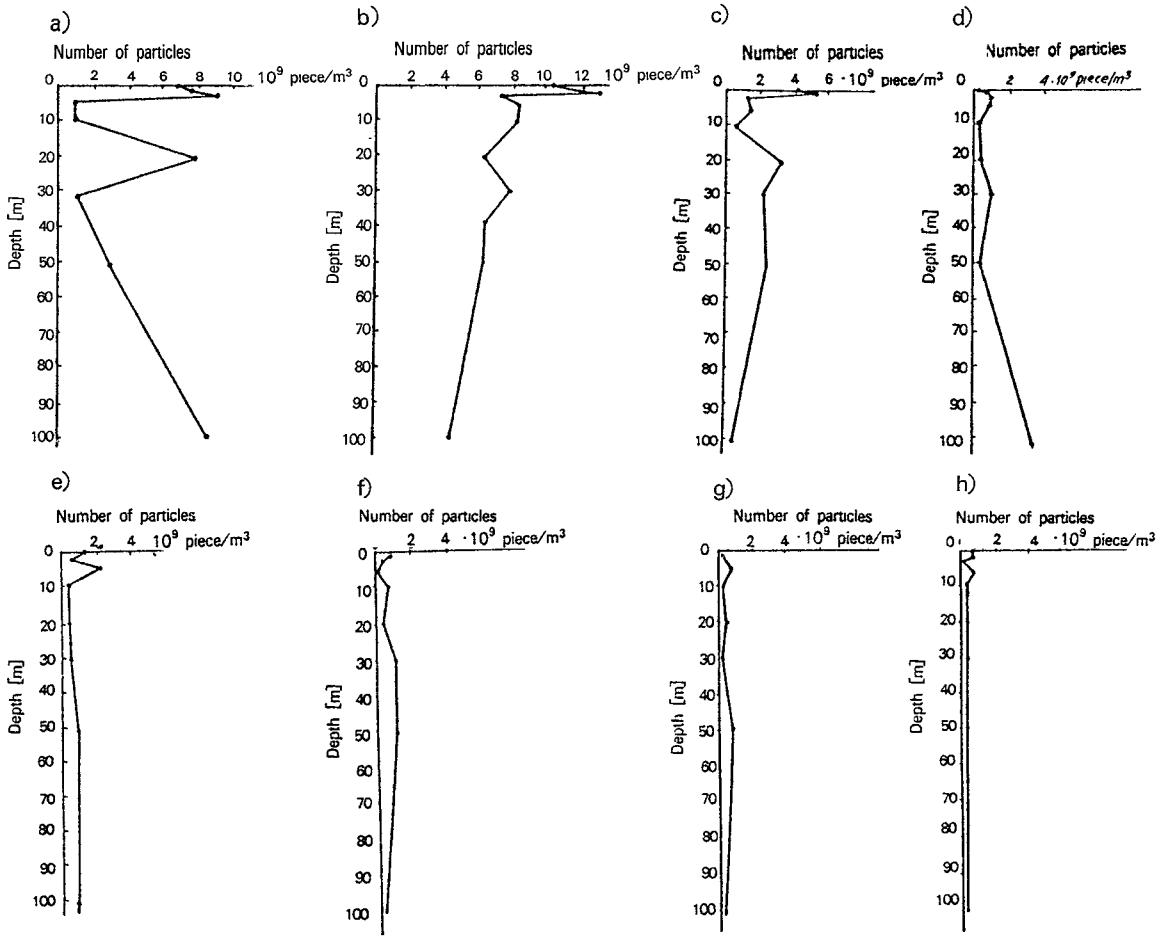 a)
Number of particles
0 2 4 6 8 10 10⁹ piece/m³
10
20
30
40
50
60
70
80
90
100
Depth [m]
b)
Number of particles
0 2 4 6 8 10 12 10⁹ piece/m³
10
20
30
40
50
60
70
80
90
100
Depth [m]
c)
Number of particles
0 2 4 6 · 10⁹ piece/m³
10
20
30
40
50
60
70
80
90
100
Depth [m]
d)
Number of particles
0 2 4·10⁹ piece/m³
10
20
30
40
50
60
70
80
90
100
Depth [m]
e)
Number of particles
0 2 4 10⁹ piece/m³
10
20
30
40
50
60
70
80
90
100
Depth [m]
f)
Number of particles
0 2 4 · 10⁹ piece/m³
10
20
30
40
50
60
70
80
90
100
Depth [m]
g)
Number of particles
0 2 4 · 10⁹ piece/m³
10
20
30
40
50
60
70
80
90
100
Depth [m]
h)
Number of particles
0 2 4 · 10⁹ piece/m³
10
20
30
40
50
60
70
80
90
100
Depth [m]